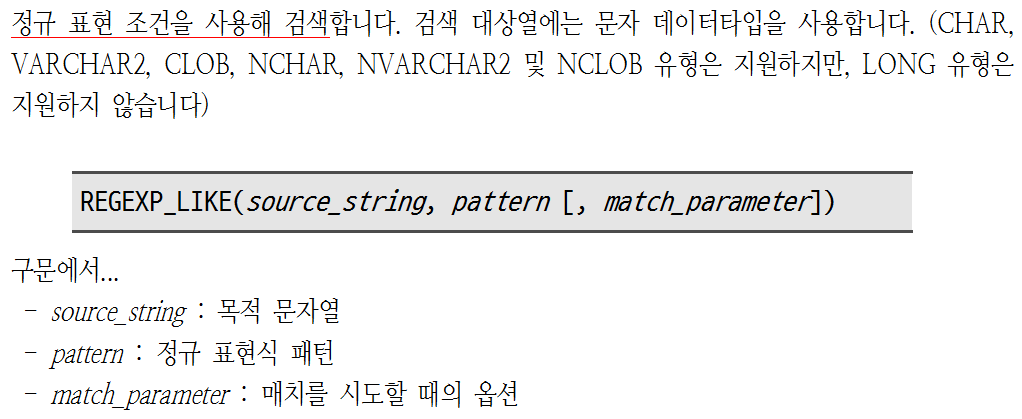 정규 표현 조건을 사용해 검색합니다. 검색 대상열에는 문자 데이터타입을 사용합니다. (CHAR,
VARCHAR2, CLOB, NCHAR, NVARCHAR2 및 NCLOB 유형은 지원하지만, LONG 유형은
지원하지 않습니다)
REGEXP_LIKE(source_string, pattern [, match_parameter])
구문에서...
- source_string : 목적 문자열
- pattern : 정규 표현식 패턴
- match_parameter : 매치를 시도할 때의 옵션